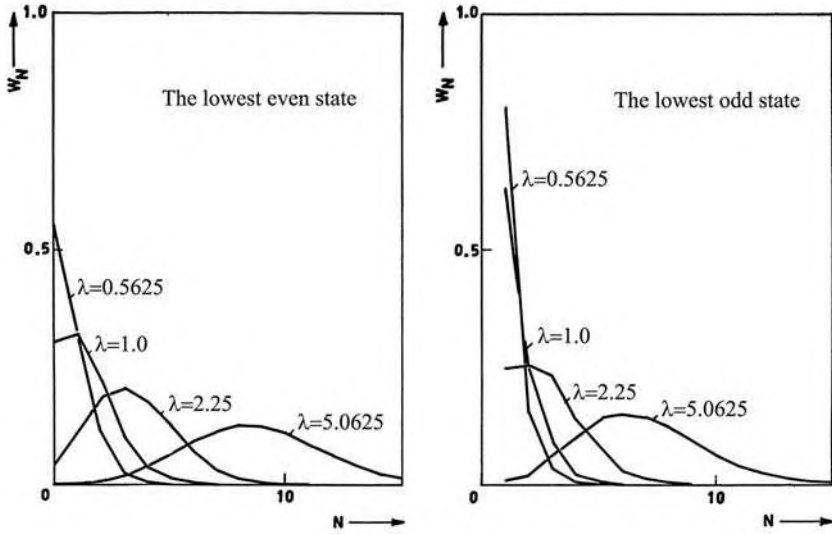 1.0
W_N
The lowest even state
0.5
λ=0.5625
λ=1.0
λ=2.25
λ=5.0625
0
10
N
1.0
W_N
The lowest odd state
λ=0.5625
0.5
λ=1.0
λ=2.25
λ=5.0625
0
10
N